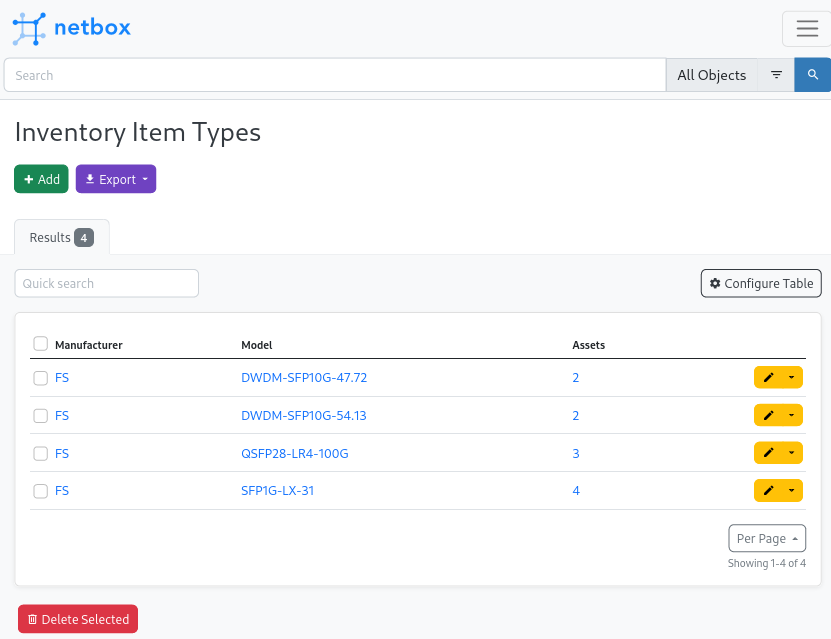 netbox
Search All Objects
Inventory Item Types
Add Export
Results 4
Quick search Configure Table
Manufacturer Model Assets
FS DWDM-SFP10G-47.72 2
FS DWDM-SFP10G-54.13 2
FS QSFP28-LR4-100G 3
FS SFP1G-LX-31 4
Per Page
Showing 1-4 of 4
Delete Selected